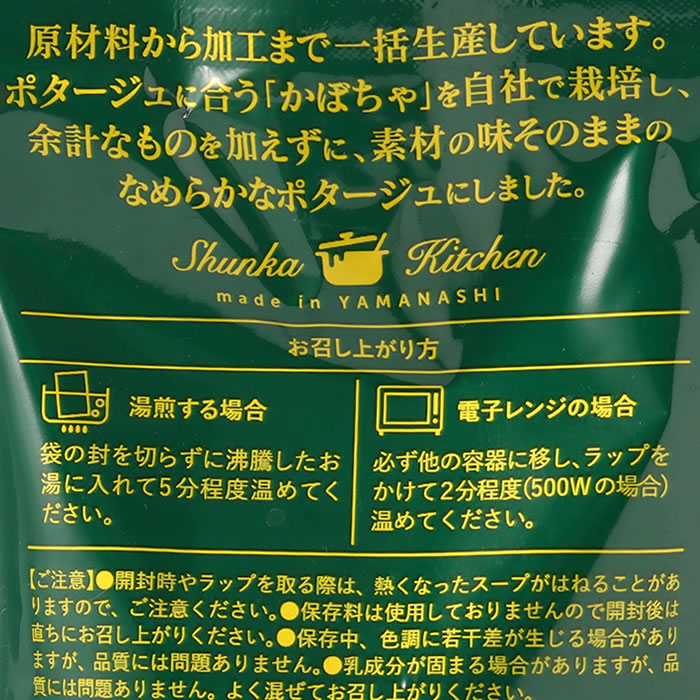 原材料から加工まで一括生産しています。
ポタージュに合う「かぼちゃ」を自社で栽培し、
余計なものを加えずに、素材の味そのままの
なめらかなポタージュにしました。
Shunka Kitchen
made in YAMANASHI
お召し上がり方
湯煎する場合
袋の封を切らずに沸騰したお
湯に入れて5分程度温めてく
ださい。
電子レンジの場合
必ず他の容器に移し、ラップを
かけて2分程度(500Wの場合)
温めてください。
【ご注意】●開封時やラップを取る際は、熱くなったスープがはねることがあ
りますので、ご注意ください。●保存料は使用しておりませんので開封後は
直ちにお召し上がりください。●保存中、色調に若干差が生じる場合があり
ますが、品質には問題ありません。●乳成分が固まる場合がありますが、品
質には問題ありません。よく混ぜてお召し上がりください。